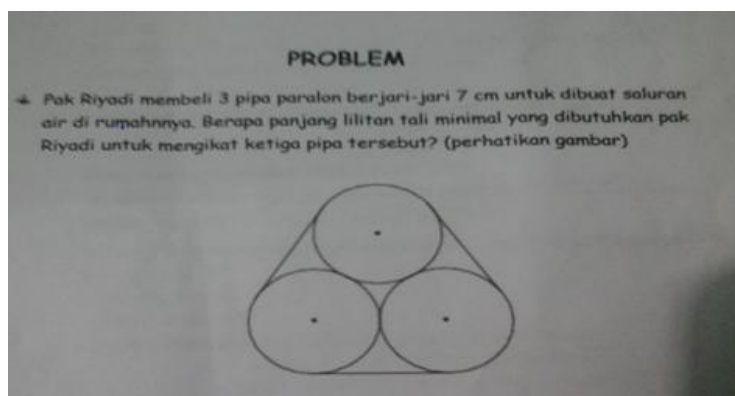 PROBLEM
Pak Riyadi membeli 3 pipa paralon berjari-jari 7 cm untuk dibuat saluran
air di rumahnnya. Berapa panjang lilitan tali minimal yang dibutuhkan pak
Riyadi untuk mengikat ketiga pipa tersebut? (perhatikan gambar)